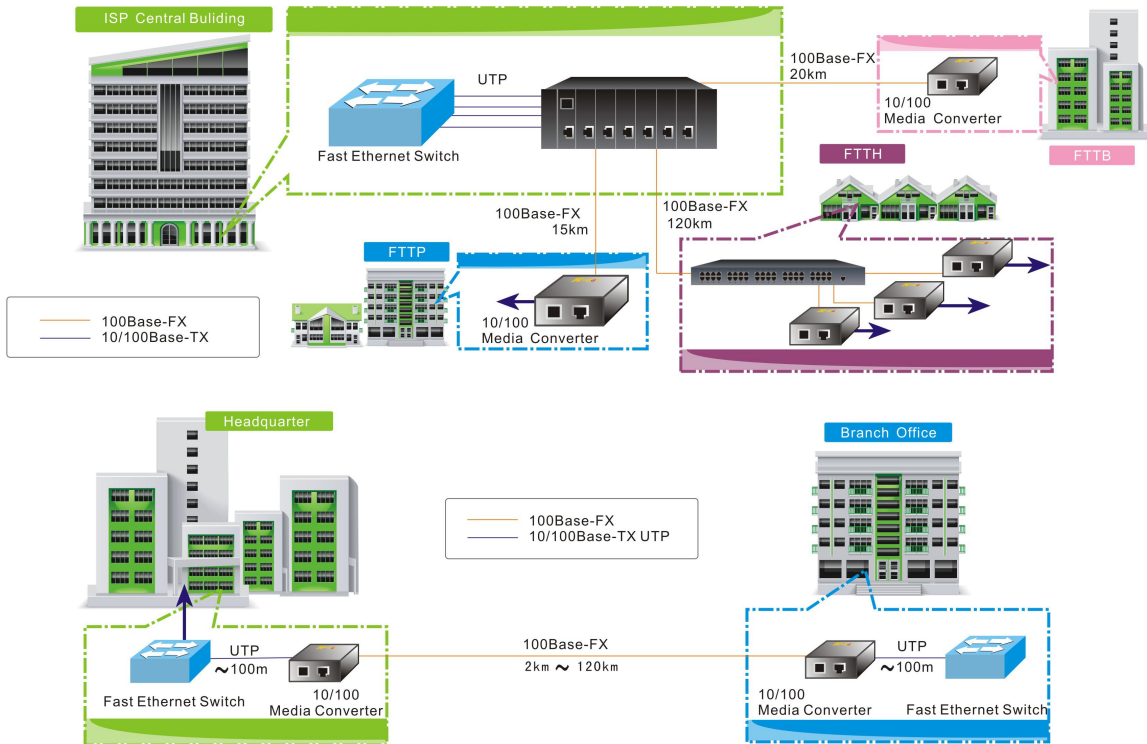 ISP Central Buliding
UTP
Fast Ethernet Switch
100Base-FX
20km
10/100
Media Converter
FTTB
FTTH
100Base-FX
15km
100Base-FX
120km
FTTP
10/100
Media Converter
100Base-FX
10/100Base-TX
Headquarter
Branch Office
100Base-FX
10/100Base-TX UTP
UTP
~100m
Fast Ethernet Switch
10/100
Media Converter
100Base-FX
2km ~ 120km
UTP
~100m
10/100
Media Converter
Fast Ethernet Switch